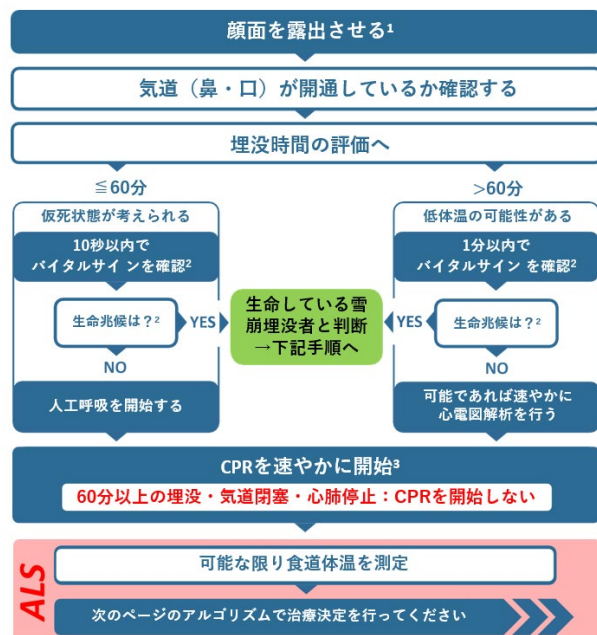 顔面を露出させる¹
気道（鼻・口）が開通しているか確認する
埋没時間の評価へ
≦60分
>60分
仮死状態が考えられる
低体温の可能性がある
10秒以内で
バイタルサインを確認²
1分以内で
バイタルサイン を確認²
生命兆候は？²
YES
生命している雪
崩埋没者と判断
→下記手順へ
YES
生命兆候は？²
NO
NO
人工呼吸を開始する
可能であれば速やかに
心電図解析を行う
CPRを速やかに開始³
60分以上の埋没・気道閉塞・心肺停止：CPRを開始しない
ALS
可能な限り食道体温を測定
次のページのアルゴリズムで治療決定を行ってください